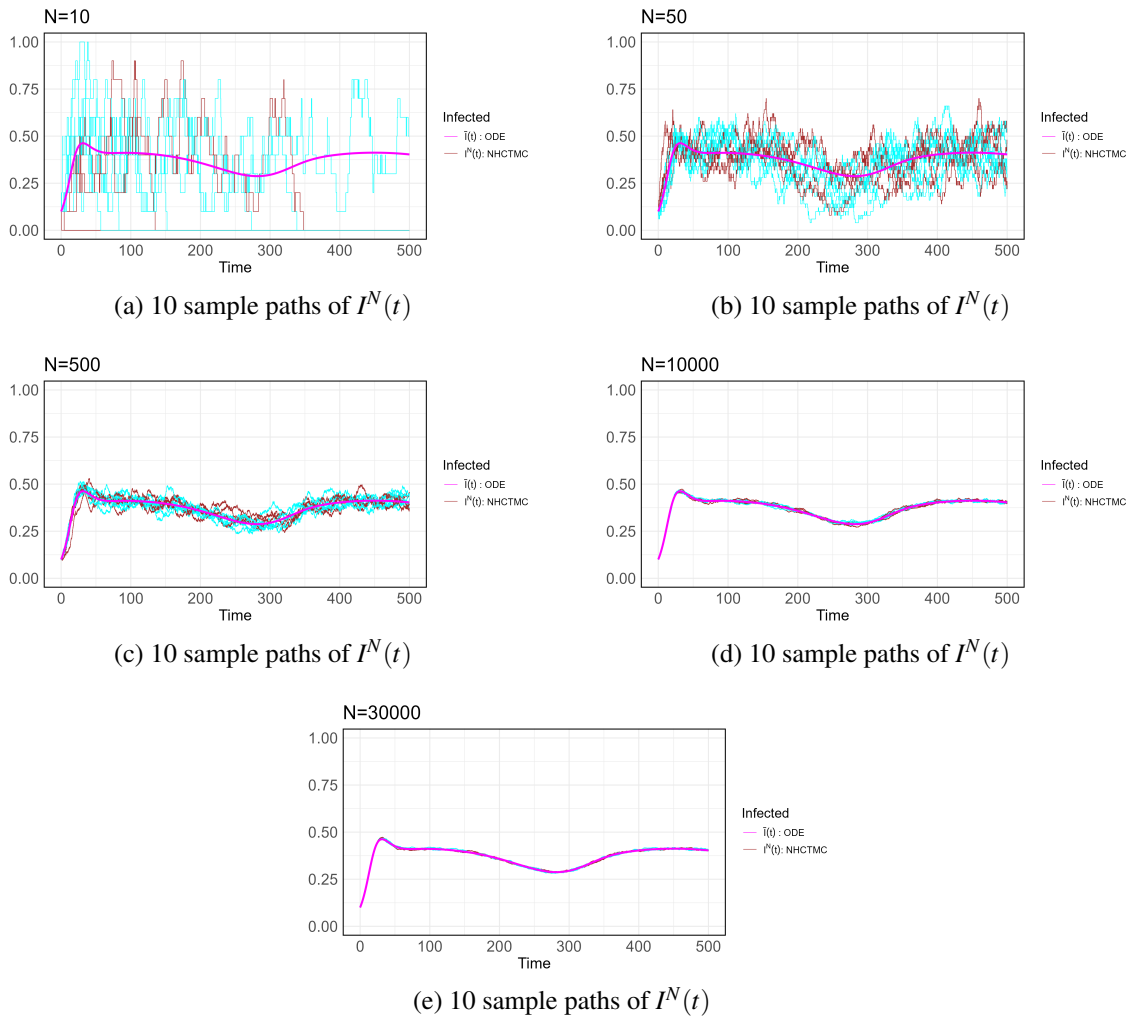 N=10
1.00
0.75
0.50
0.25
0.00
0 100 200 300 400 500
Time
Infected
Ī(t) : ODE
I^N(t): NHCTMC
(a) 10 sample paths of I^N(t)
N=50
1.00
0.75
0.50
0.25
0.00
0 100 200 300 400 500
Time
Infected
Ī(t) : ODE
I^N(t): NHCTMC
(b) 10 sample paths of I^N(t)
N=500
1.00
0.75
0.50
0.25
0.00
0 100 200 300 400 500
Time
Infected
Ī(t) : ODE
I^N(t): NHCTMC
(c) 10 sample paths of I^N(t)
N=10000
1.00
0.75
0.50
0.25
0.00
0 100 200 300 400 500
Time
Infected
Ī(t) : ODE
I^N(t): NHCTMC
(d) 10 sample paths of I^N(t)
N=30000
1.00
0.75
0.50
0.25
0.00
0 100 200 300 400 500
Time
Infected
Ī(t) : ODE
I^N(t): NHCTMC
(e) 10 sample paths of I^N(t)